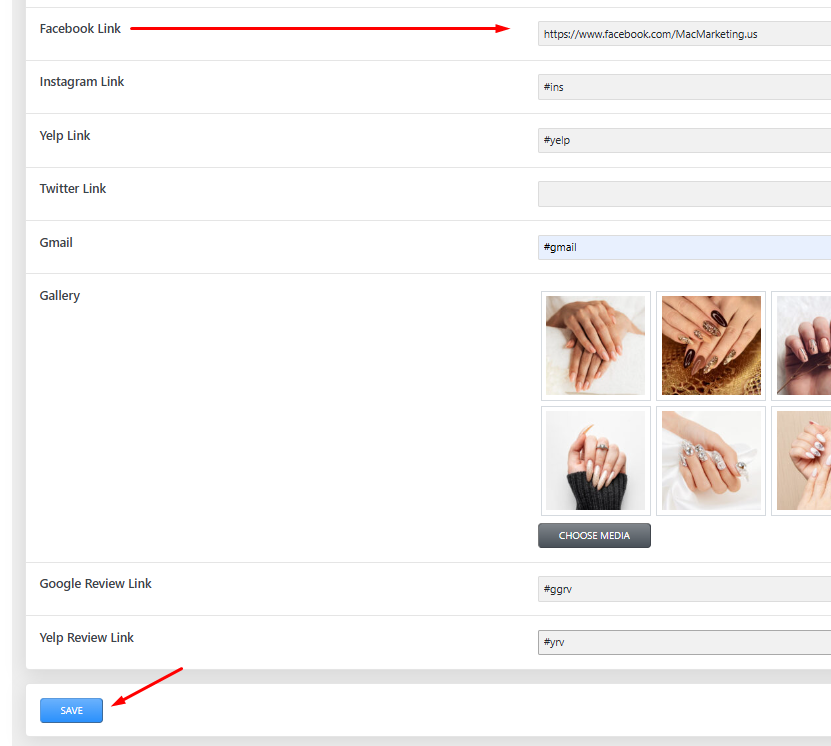 Facebook Link
https://www.facebook.com/MacMarketing.us
Instagram Link
#ins
Yelp Link
#yelp
Twitter Link
Gmail
#gmail
Gallery
CHOOSE MEDIA
Google Review Link
#ggrv
Yelp Review Link
#yrv
SAVE